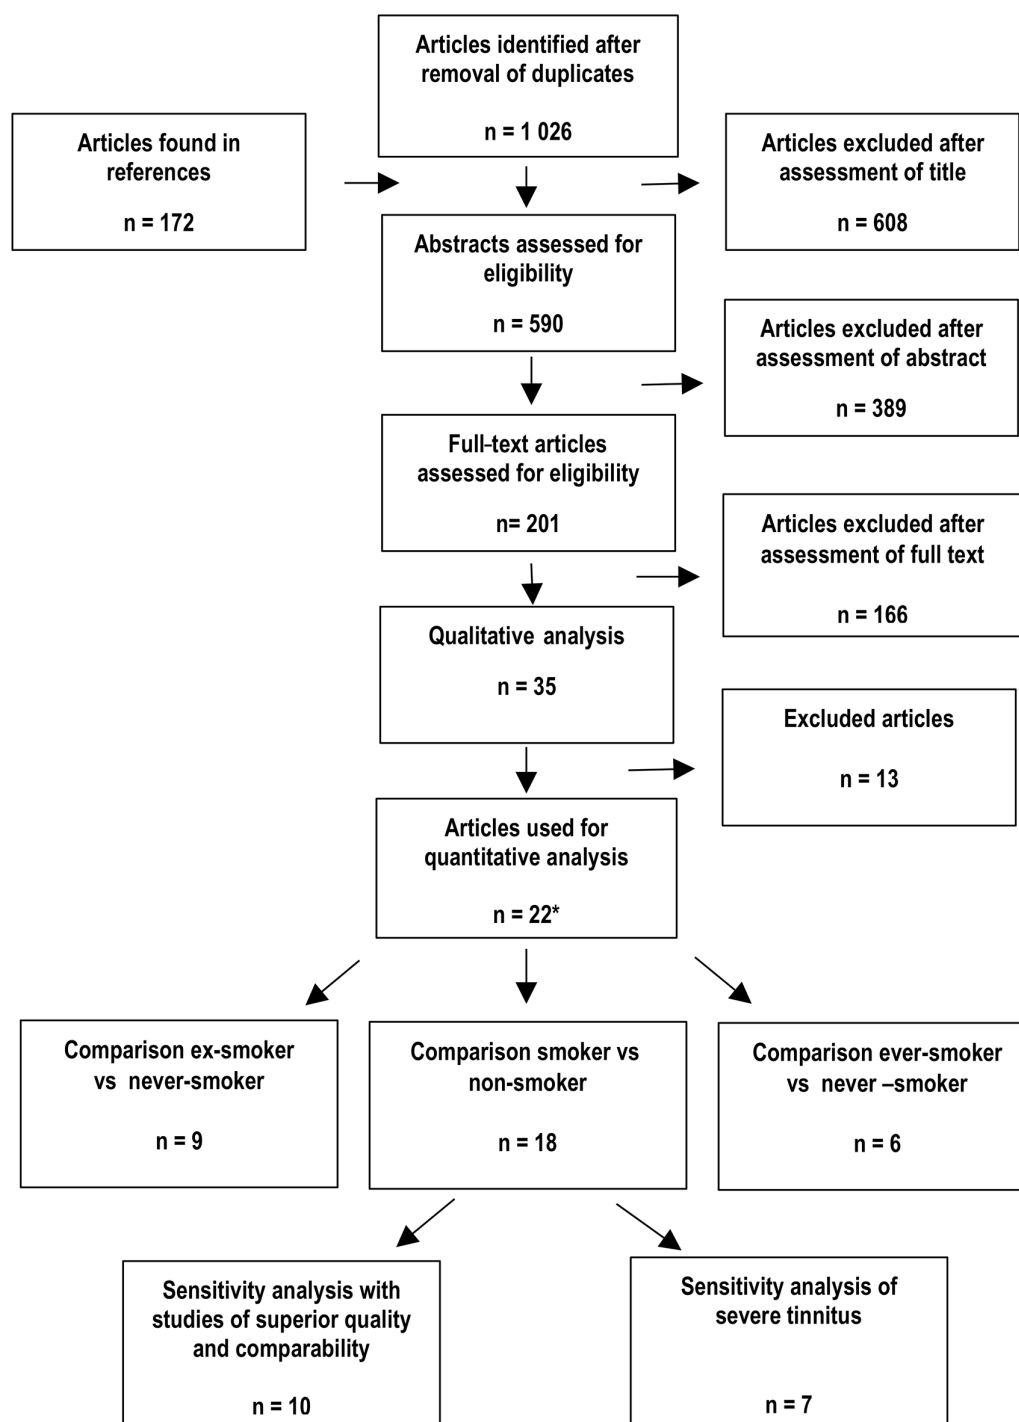 Articles identified after
removal of duplicates
n = 1 026
Articles found in
references
n = 172
Articles excluded after
assessment of title
n = 608
Abstracts assessed for
eligibility
n = 590
Articles excluded after
assessment of abstract
n = 389
Full-text articles
assessed for eligibility
n= 201
Articles excluded after
assessment of full text
n = 166
Qualitative analysis
n = 35
Excluded articles
n = 13
Articles used for
quantitative analysis
n = 22*
Comparison ex-smoker
vs never-smoker
n = 9
Comparison smoker vs
non-smoker
n = 18
Comparison ever-smoker
vs never –smoker
n = 6
Sensitivity analysis with
studies of superior quality
and comparability
n = 10
Sensitivity analysis of
severe tinnitus
n = 7